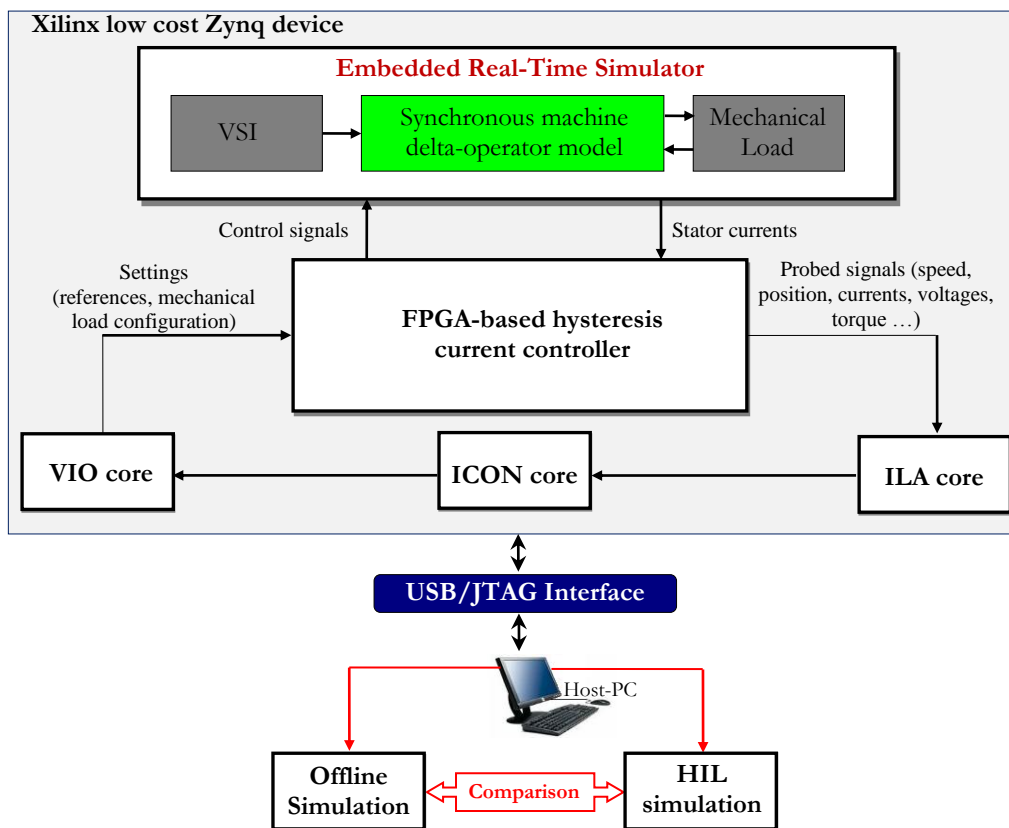 Xilinx low cost Zynq device
Embedded Real-Time Simulator
VSI
Synchronous machine
delta-operator model
Mechanical
Load
Control signals
Stator currents
Settings
(references, mechanical
load configuration)
FPGA-based hysteresis
current controller
Probed signals (speed,
position, currents, voltages,
torque …)
VIO core
ICON core
ILA core
USB/JTAG Interface
Host-PC
Offline
Simulation
Comparison
HIL
simulation